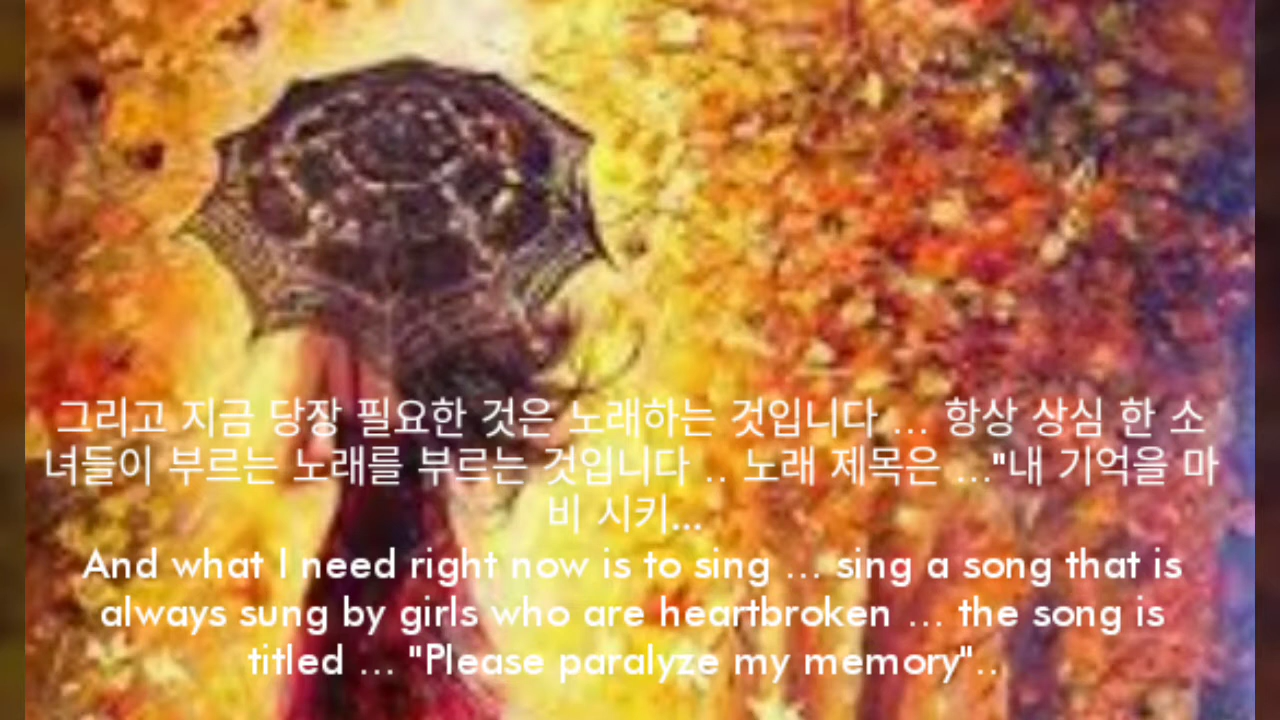 그리고 지금 당장 필요한 것은 노래하는 것입니다 ... 항상 상심 한 소
녀들이 부르는 노래를 부르는 것입니다 .. 노래 제목은 ..."내 기억을 마
비 시키...
And what I need right now is to sing ... sing a song that is
always sung by girls who are heartbroken ... the song is
titled ... "Please paralyze my memory"..